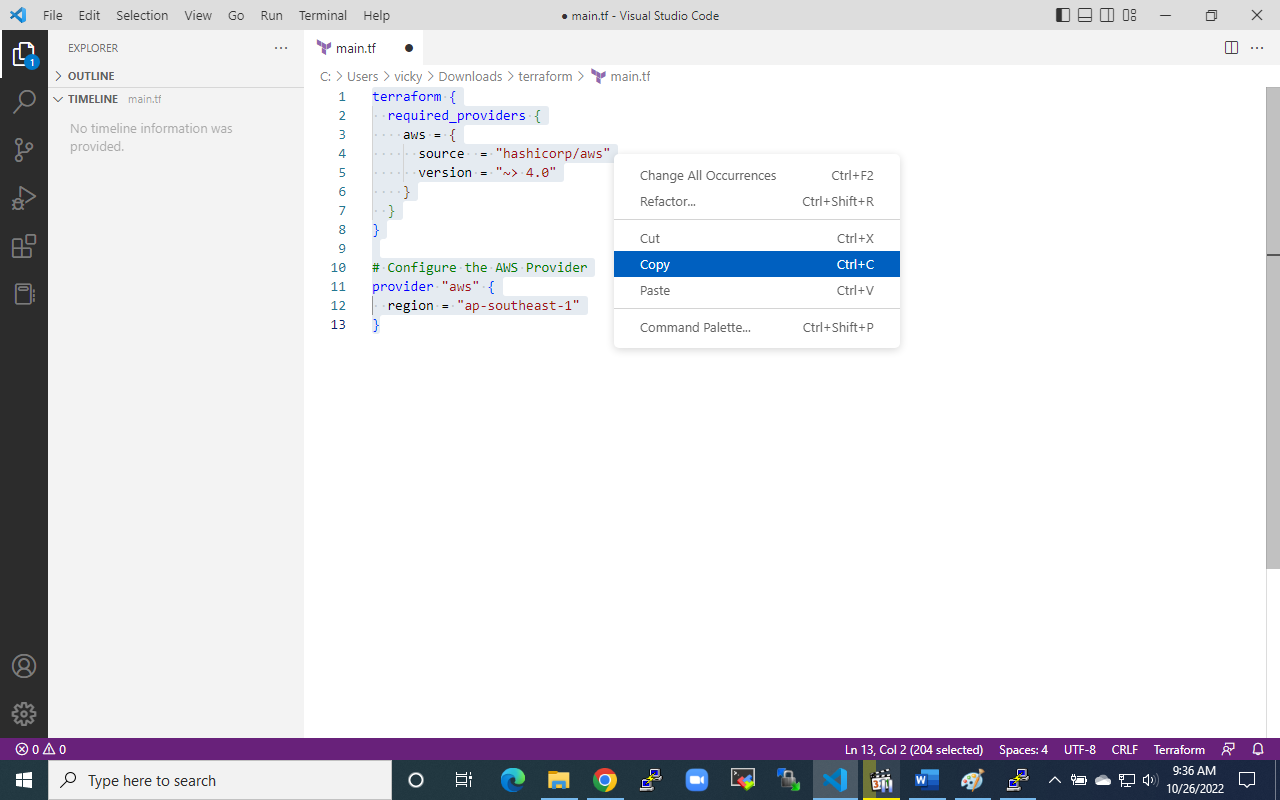 File Edit Selection View Go Run Terminal Help ● main.tf - Visual Studio Code
EXPLORER
OUTLINE
TIMELINE main.tf
No timeline information was
provided.
main.tf
C: > Users > vicky > Downloads > terraform > main.tf
1 terraform {
2 required_providers {
3 aws = {
4 source = "hashicorp/aws"
5 version = "~> 4.0"
6 }
7 }
8 }
9
10 # Configure the AWS Provider
11 provider "aws" {
12 region = "ap-southeast-1"
13 }
Change All Occurrences Ctrl+F2
Refactor... Ctrl+Shift+R
Cut Ctrl+X
Copy Ctrl+C
Paste Ctrl+V
Command Palette... Ctrl+Shift+P
1
0 0 Ln 13, Col 2 (204 selected) Spaces: 4 UTF-8 CRLF Terraform
Type here to search
321
9:36 AM
10/26/2022